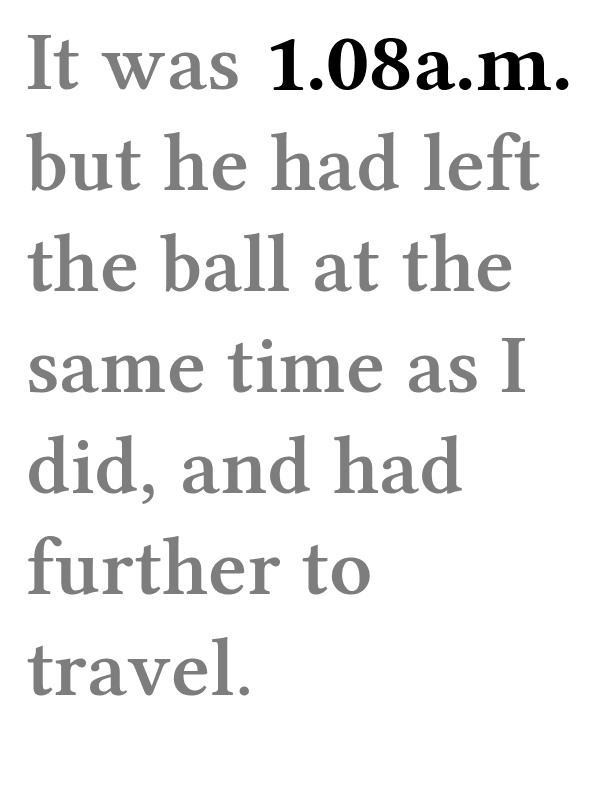 It was 1.08a.m.
but he had left
the ball at the
same time as I
did, and had
further to
travel.